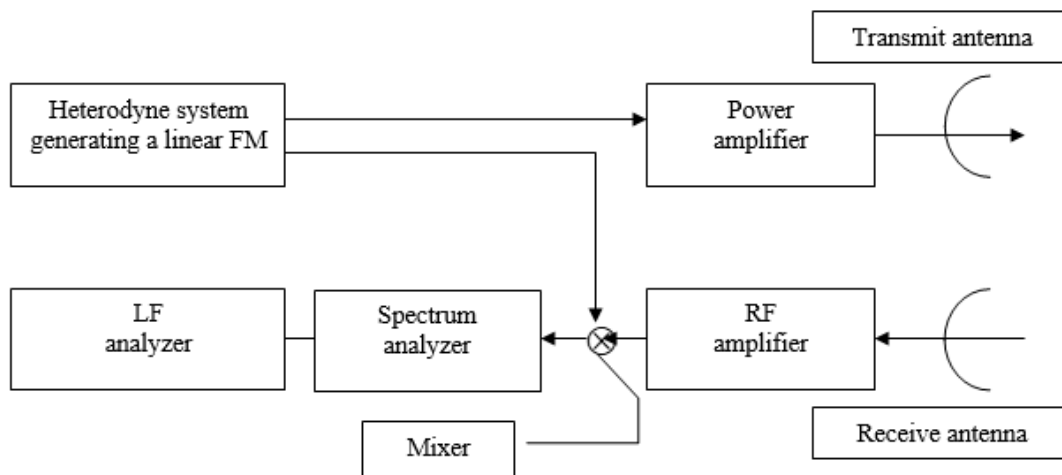 Transmit antenna
Heterodyne system
generating a linear FM
Power
amplifier
LF
analyzer
Spectrum
analyzer
RF
amplifier
Mixer
Receive antenna